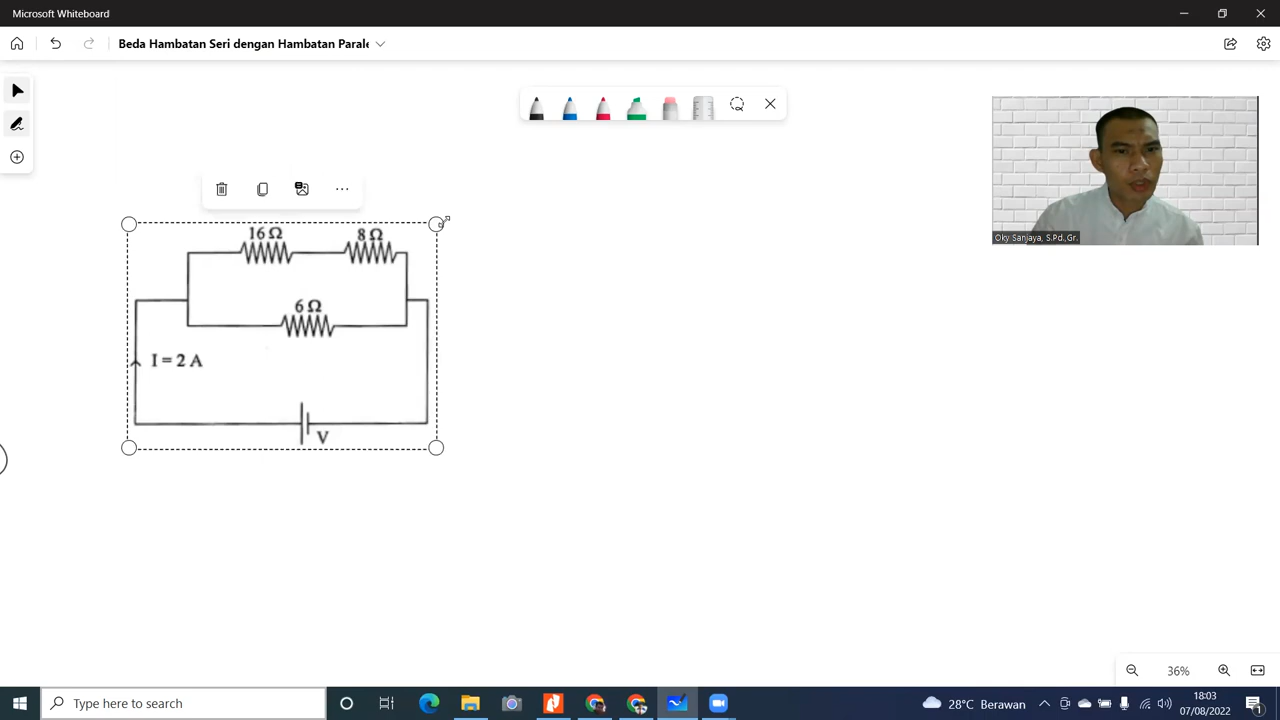 Microsoft Whiteboard
Beda Hambatan Seri dengan Hambatan Parale
Oky Sanjaya, S.Pd.,Gr.
16 Ω
8 Ω
6 Ω
I = 2 A
V
36%
Type here to search
28°C Berawan
18:03
07/08/2022
1